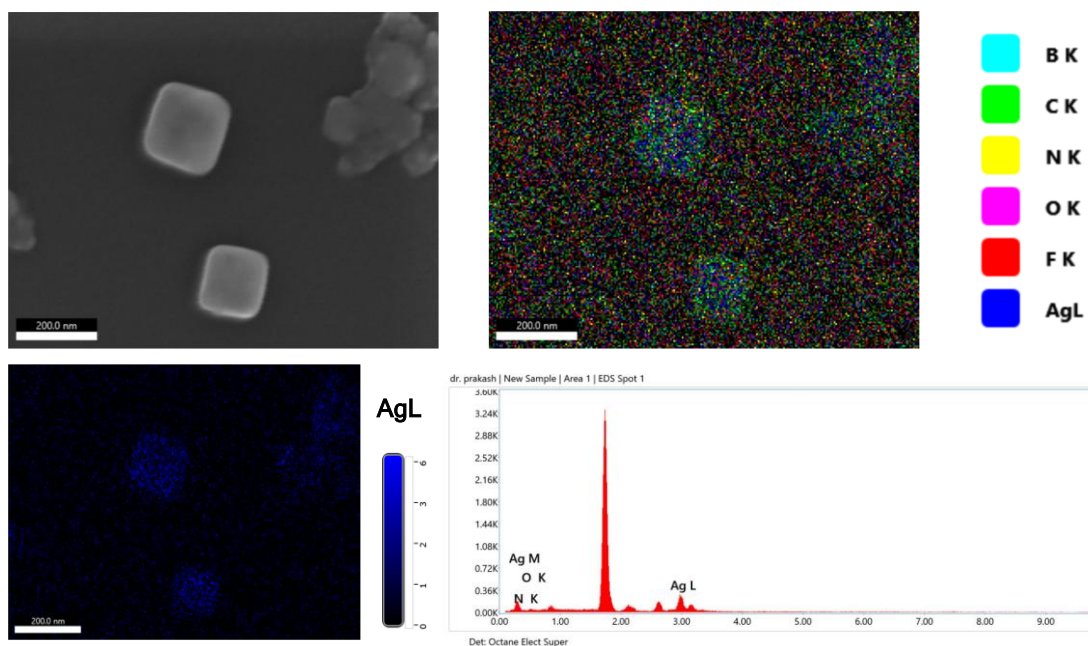 200.0 nm
B K
C K
N K
O K
F K
AgL
200.0 nm
200.0 nm
AgL
6
4
3
2
1
0
dr. prakash | New Sample | Area 1 | EDS Spot 1
3.60K
3.24K
2.88K
2.52K
2.16K
1.80K
1.44K
1.08K
0.72K
0.36K
0.00K
Ag M
O K
N K
Ag L
0.00 1.00 2.00 3.00 4.00 5.00 6.00 7.00 8.00 9.00
Det: Octane Elect Super